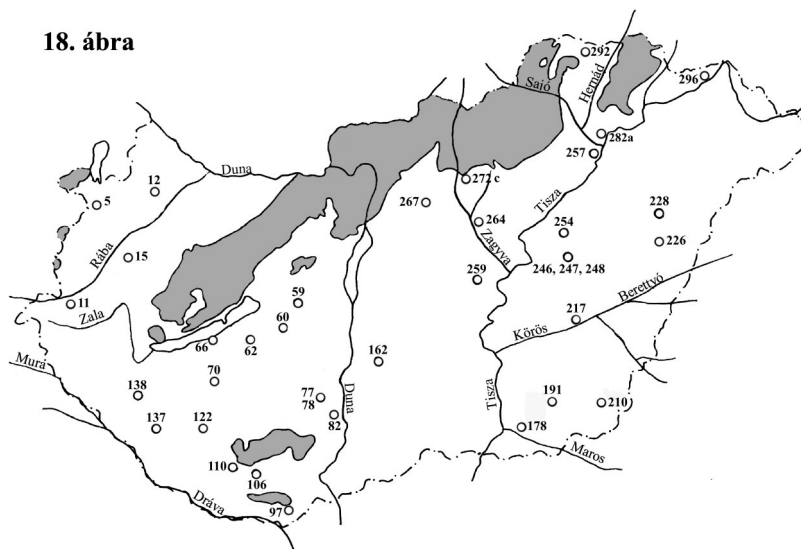 18. ábra
292
Sajó
Hernád
296
282a
257
Duna
12
5
272 c
267
264
Tisza
254
228
226
Rába
15
Zagyva
246, 247, 248
259
11
Zala
59
60
66
62
217
Berettyó
Körös
Mura
70
162
138
77
78
Duna
82
Tisza
191
210
137
122
178
Maros
110
106
Dráva
97